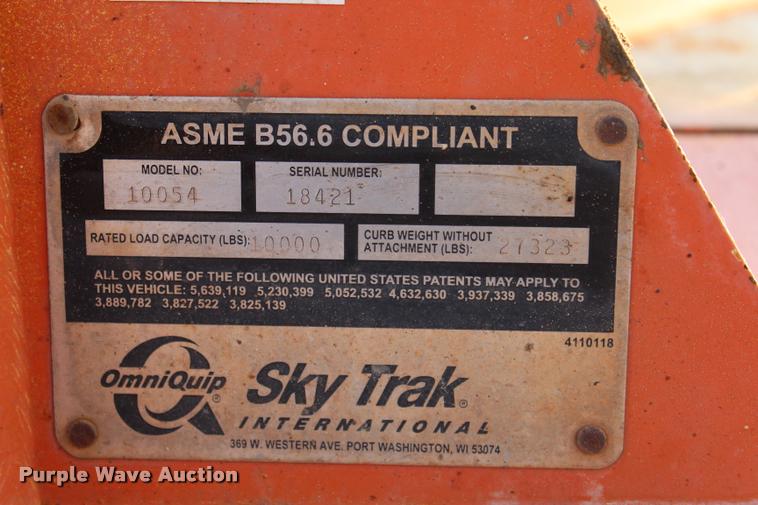 ASME B56.6 COMPLIANT
MODEL NO: SERIAL NUMBER:
10054 18421
RATED LOAD CAPACITY (LBS): 10000 CURB WEIGHT WITHOUT
ATTACHMENT (LBS): 27323
ALL OR SOME OF THE FOLLOWING UNITED STATES PATENTS MAY APPLY TO
THIS VEHICLE: 5,639,119 5,230,399 5,052,532 4,632,630 3,937,339 3,858,675
3,889,782 3,827,522 3,825,139
4110118
OmniQuip® Sky Trak®
INTERNATIONAL
369 W. WESTERN AVE. PORT WASHINGTON, WI 53074
Purple Wave Auction